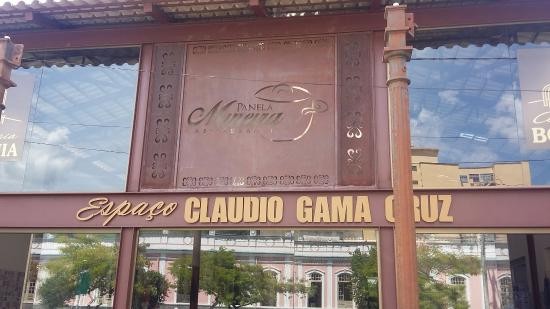 PANELA
Mineira
RESTAURANTE
Espaço CLAUDIO GAMA CRUZ